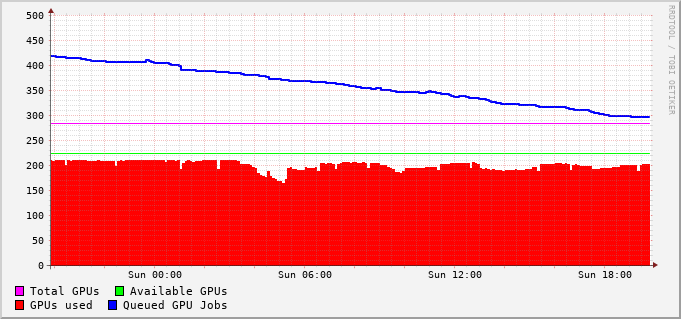 500
450
400
350
300
250
200
150
100
50
0
Sun 00:00 Sun 06:00 Sun 12:00 Sun 18:00
Total GPUs Available GPUs
GPUs used Queued GPU Jobs
RRDTOOL / TOBI OETIKER